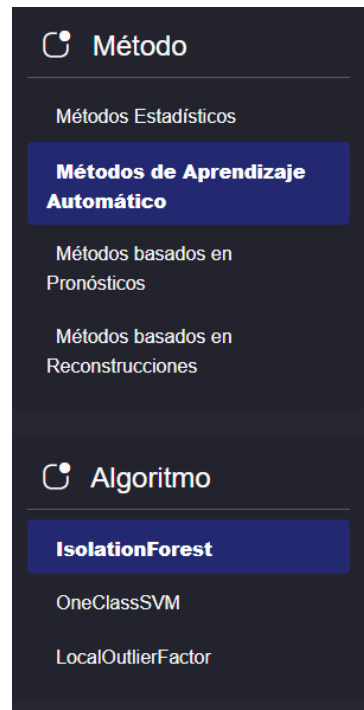 Método
Métodos Estadísticos
Métodos de Aprendizaje
Automático
Métodos basados en
Pronósticos
Métodos basados en
Reconstrucciones
Algoritmo
IsolationForest
OneClassSVM
LocalOutlierFactor